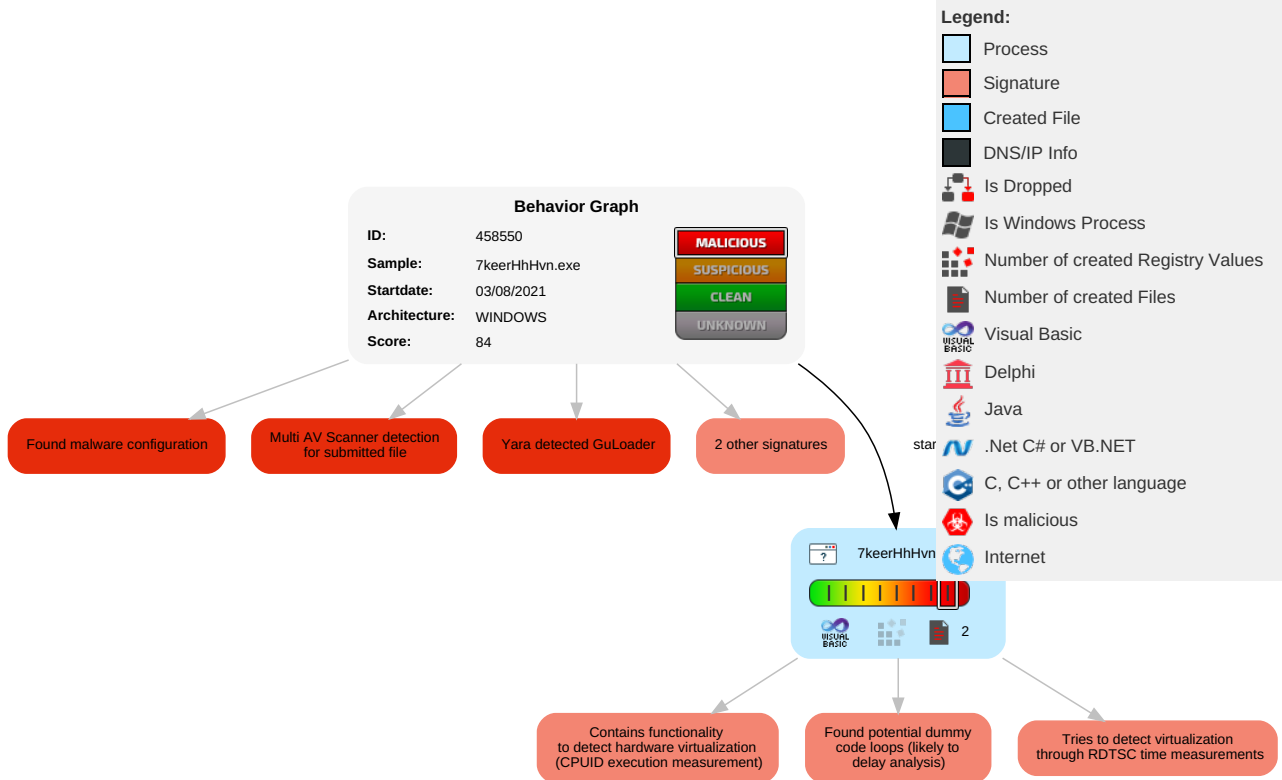 Legend:
Process
Signature
Created File
DNS/IP Info
Is Dropped
Is Windows Process
Number of created Registry Values
Number of created Files
VISUAL
BASIC
Visual Basic
Delphi
Java
.Net C# or VB.NET
C, C++ or other language
Is malicious
Internet
Behavior Graph
ID: 458550
Sample: 7keerHhHvn.exe
Startdate: 03/08/2021
Architecture: WINDOWS
Score: 84
MALICIOUS
SUSPICIOUS
CLEAN
UNKNOWN
Found malware configuration
Multi AV Scanner detection
for submitted file
Yara detected GuLoader
2 other signatures
star
7keerHhHvn
?
VISUAL
BASIC
2
Contains functionality
to detect hardware virtualization
(CPUID execution measurement)
Found potential dummy
code loops (likely to
delay analysis)
Tries to detect virtualization
through RDTSC time measurements